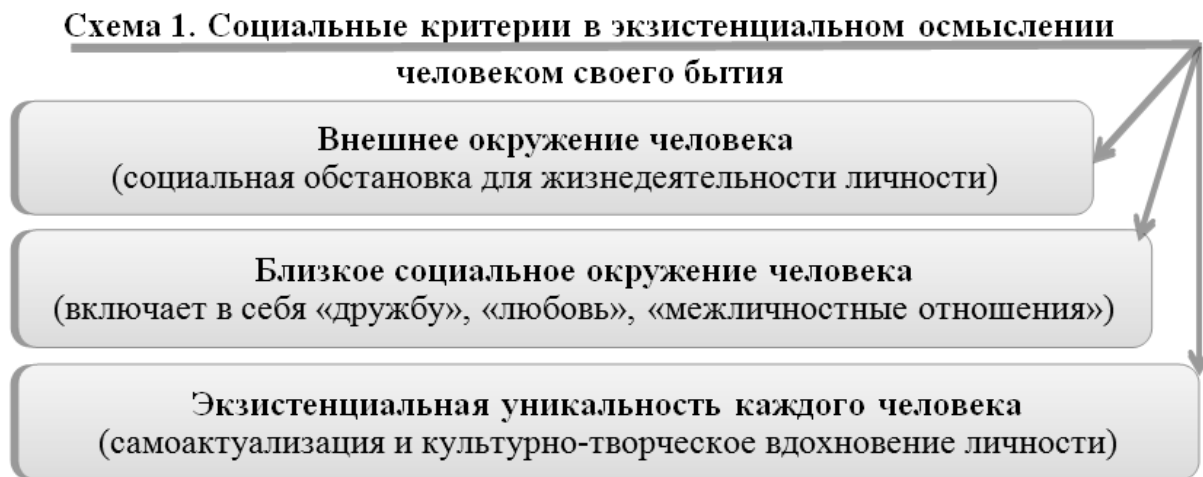 Схема 1. Социальные критерии в экзистенциальном осмыслении
человеком своего бытия
Внешнее окружение человека
(социальная обстановка для жизнедеятельности личности)
Близкое социальное окружение человека
(включает в себя «дружбу», «любовь», «межличностные отношения»)
Экзистенциальная уникальность каждого человека
(самоактуализация и культурно-творческое вдохновение личности)